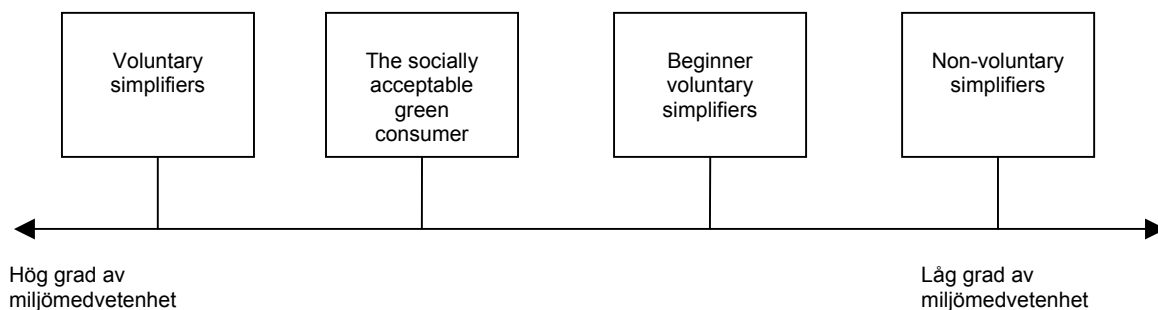 Voluntary
simplifiers
The socially
acceptable
green
consumer
Beginner
voluntary
simplifiers
Non-voluntary
simplifiers
Hög grad av
miljömedvetenhet
Låg grad av
miljömedvetenhet